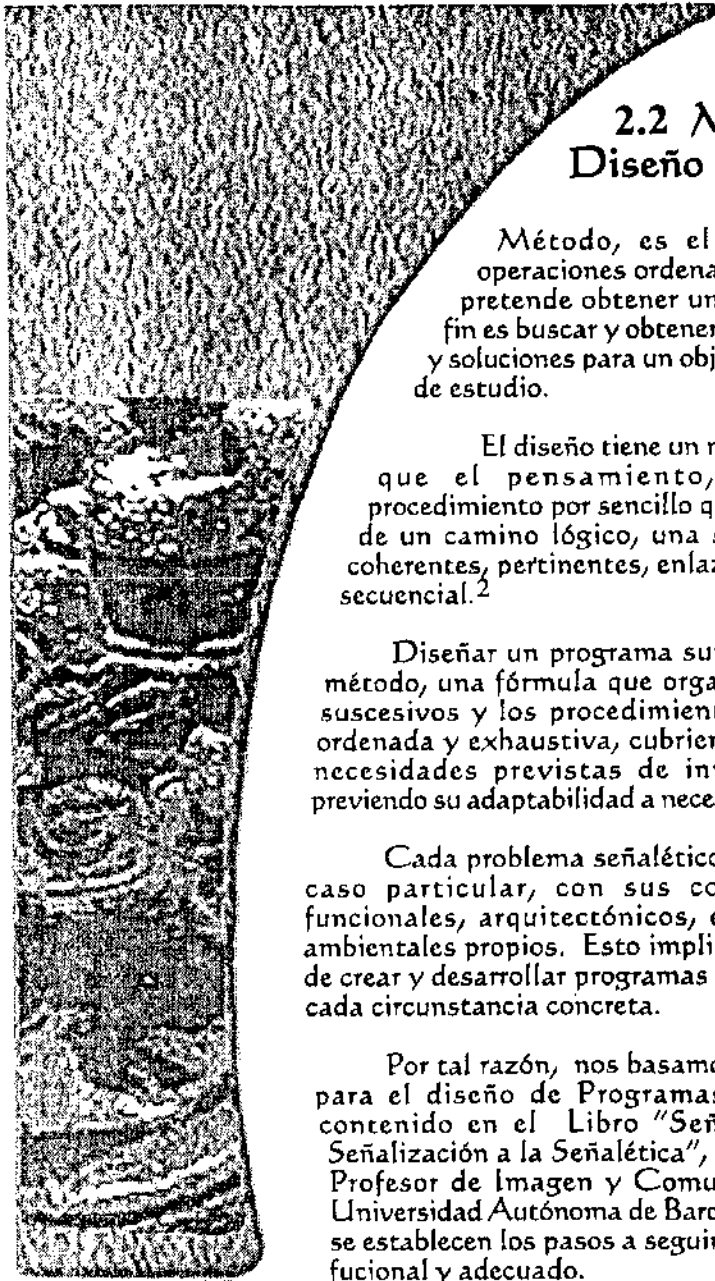 2.2
Diseño
Método, es el
operaciones ordena
pretende obtener un
fin es buscar y obtener
y soluciones para un obj
de estudio.
El diseño tiene un
que el pensamiento,
procedimiento por sencillo q
de un camino lógico, una
coherentes, pertinentes, enlaz
secuencial.2
Diseñar un programa su
método, una fórmula que orga
suscesivos y los procedimien
ordenada y exhaustiva, cubrien
necesidades previstas de in
previendo su adaptabilidad a nece
Cada problema señalético
caso particular, con sus co
funcionales, arquitectónicos, e
ambientales propios. Esto impli
de crear y desarrollar programas
cada circunstancia concreta.
Por tal razón, nos basamo
para el diseño de Programas
contenido en el Libro "Señ
Señalización a la Señalética",
Profesor de Imagen y Comu
Universidad Autónoma de Barc
se establecen los pasos a seguir
fucional y adecuado.